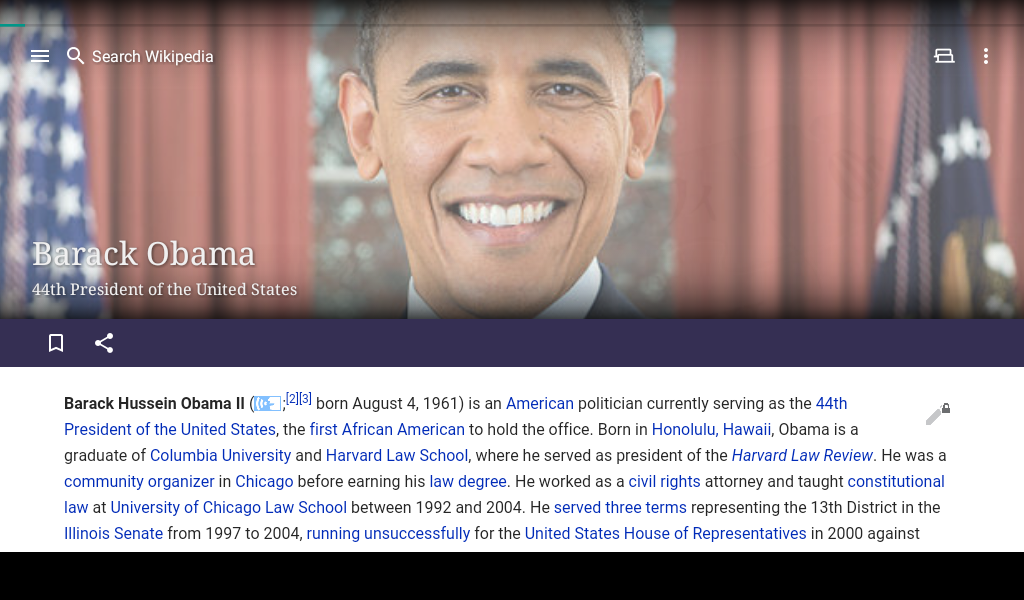 Search Wikipedia
Barack Obama
44th President of the United States
Barack Hussein Obama II (;[2][3] born August 4, 1961) is an American politician currently serving as the 44th
President of the United States, the first African American to hold the office. Born in Honolulu, Hawaii, Obama is a
graduate of Columbia University and Harvard Law School, where he served as president of the Harvard Law Review. He was a
community organizer in Chicago before earning his law degree. He worked as a civil rights attorney and taught constitutional
law at University of Chicago Law School between 1992 and 2004. He served three terms representing the 13th District in the
Illinois Senate from 1997 to 2004, running unsuccessfully for the United States House of Representatives in 2000 against